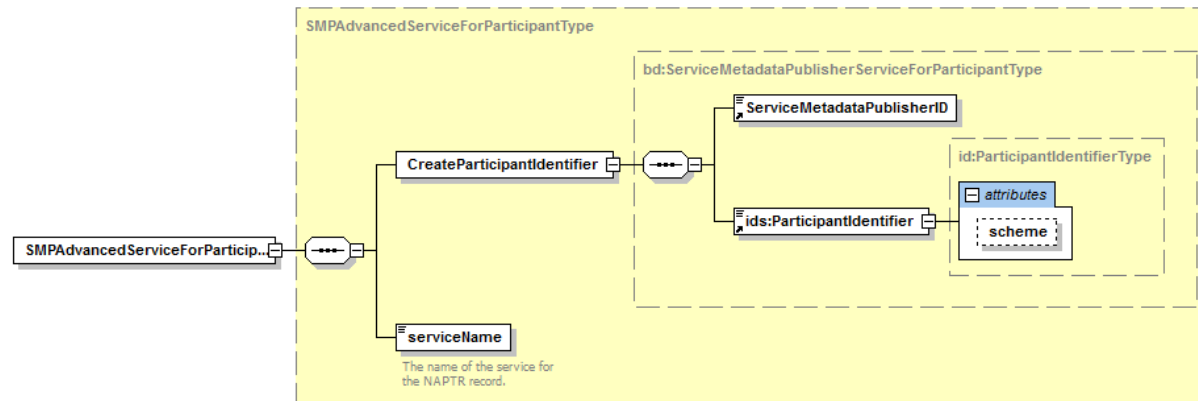 SMPAdvancedServiceForParticipantType
bd:ServiceMetadataPublisherServiceForParticipantType
ServiceMetadataPublisherID
CreateParticipantIdentifier
id:ParticipantIdentifierType
attributes
ids:ParticipantIdentifier
scheme
SMPAdvancedServiceForParticip...
serviceName
The name of the service for
the NAPTR record.